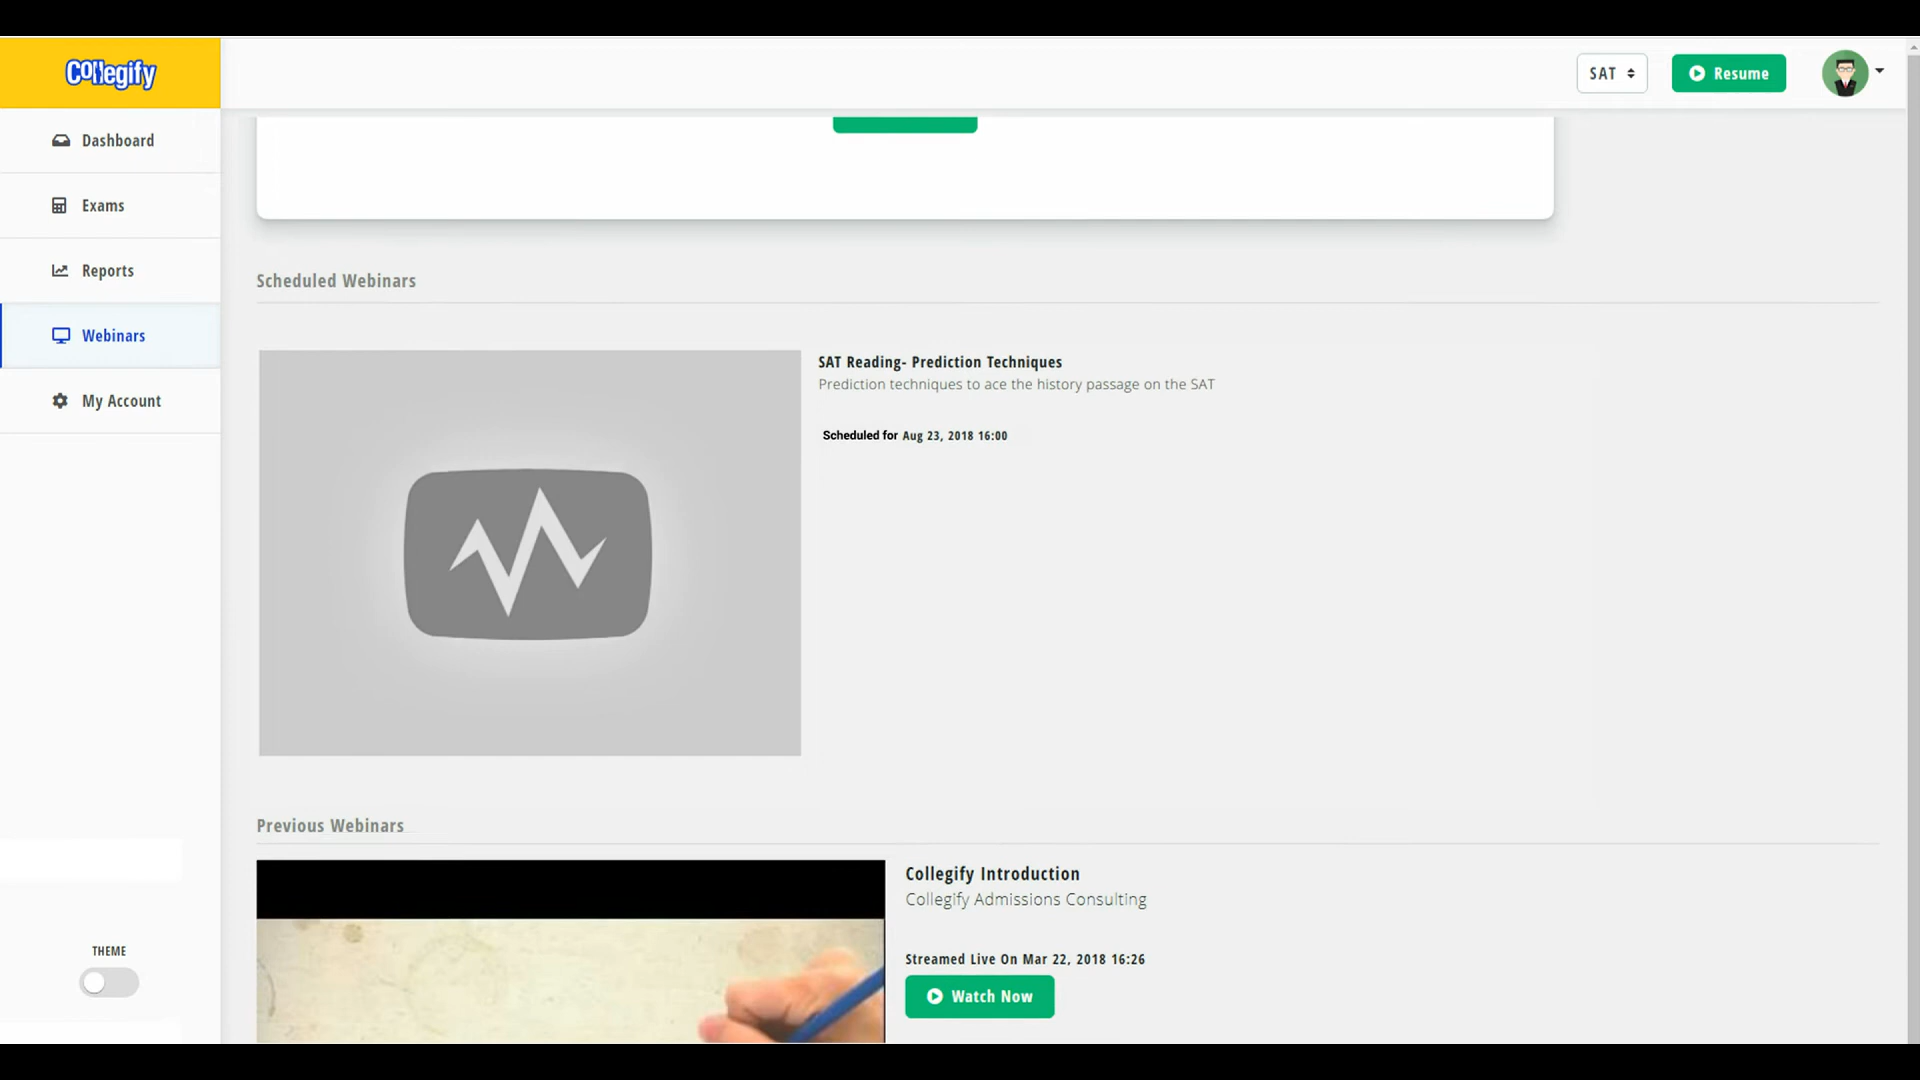 Collegify
SAT
Resume
Dashboard
Exams
Reports
Webinars
My Account
THEME
Scheduled Webinars
SAT Reading- Prediction Techniques
Prediction techniques to ace the history passage on the SAT
Scheduled for Aug 23, 2018 16:00
Previous Webinars
Collegify Introduction
Collegify Admissions Consulting
Streamed Live On Mar 22, 2018 16:26
Watch Now